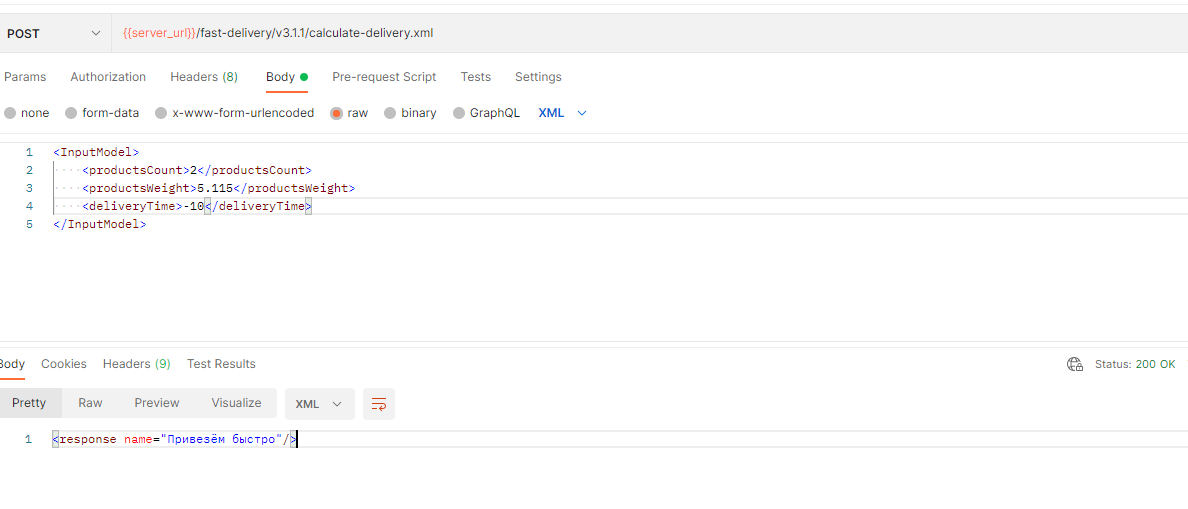 POST {{server_url}}/fast-delivery/v3.1.1/calculate-delivery.xml
Params Authorization Headers (8) Body Pre-request Script Tests Settings
none form-data x-www-form-urlencoded raw binary GraphQL XML
1 <InputModel>
2 <productsCount>2</productsCount>
3 <productsWeight>5.115</productsWeight>
4 <deliveryTime>-10</deliveryTime>
5 </InputModel>
Body Cookies Headers (9) Test Results Status: 200 OK
Pretty Raw Preview Visualize XML
1 <response name="Привезём быстро"/>